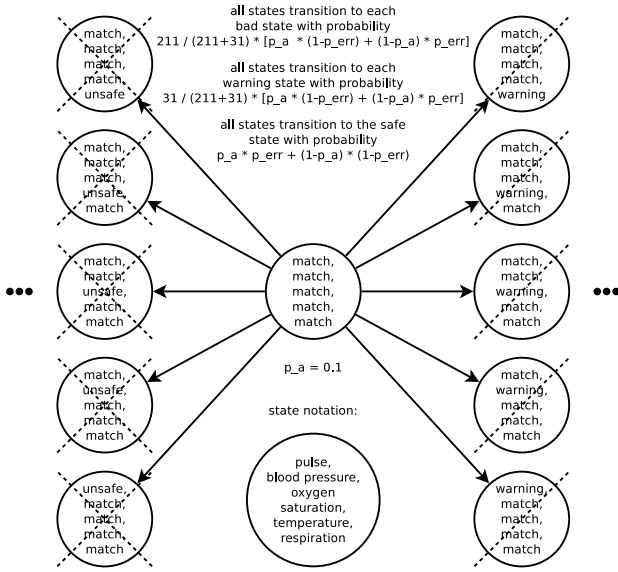 all states transition to each
bad state with probability
211 / (211+31) * [p_a * (1-p_err) + (1-p_a) * p_err]
all states transition to each
warning state with probability
31 / (211+31) * [p_a * (1-p_err) + (1-p_a) * p_err]
all states transition to the safe
state with probability
p_a * p_err + (1-p_a) * (1-p_err)
match,
match,
match,
match,
unsafe
match,
match,
match,
unsafe,
match
match,
match,
unsafe,
match,
match
match,
unsafe,
match,
match,
match
unsafe,
match,
match,
match,
match
match,
match,
match,
match,
match
p_a = 0.1
state notation:
pulse,
blood pressure,
oxygen
saturation,
temperature,
respiration
match,
match,
match,
match,
warning
match,
match,
match,
warning,
match
match,
match,
warning,
match,
match
match,
warning,
match,
match,
match
warning,
match,
match,
match,
match